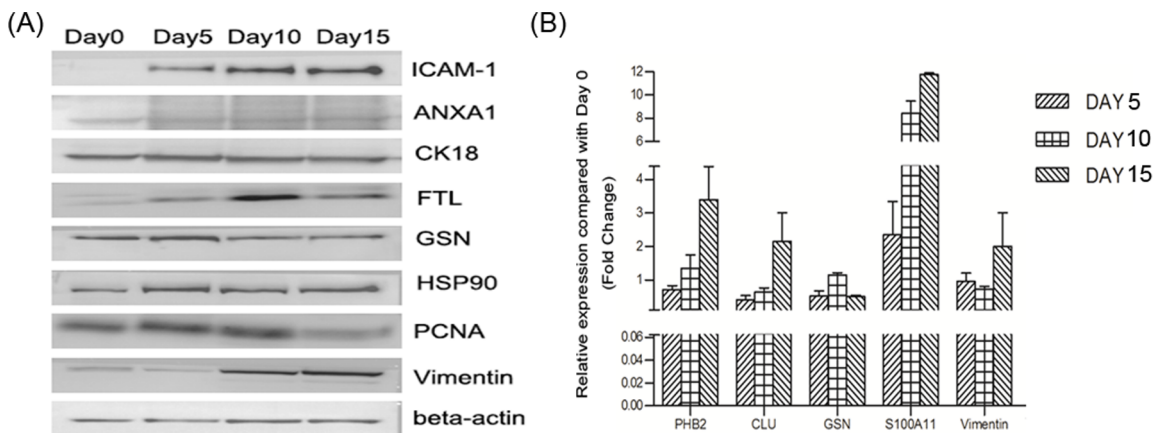 (A)
Day0 Day5 Day10 Day15
ICAM-1
ANXA1
CK18
FTL
GSN
HSP90
PCNA
Vimentin
beta-actin
(B)
Relative expression compared with Day 0
(Fold Change)
12
10
8
6
4
3
2
1
0.06
0.04
0.02
0.00
PHB2 CLU GSN S100A11 Vimentin
DAY 5
DAY 10
DAY 15